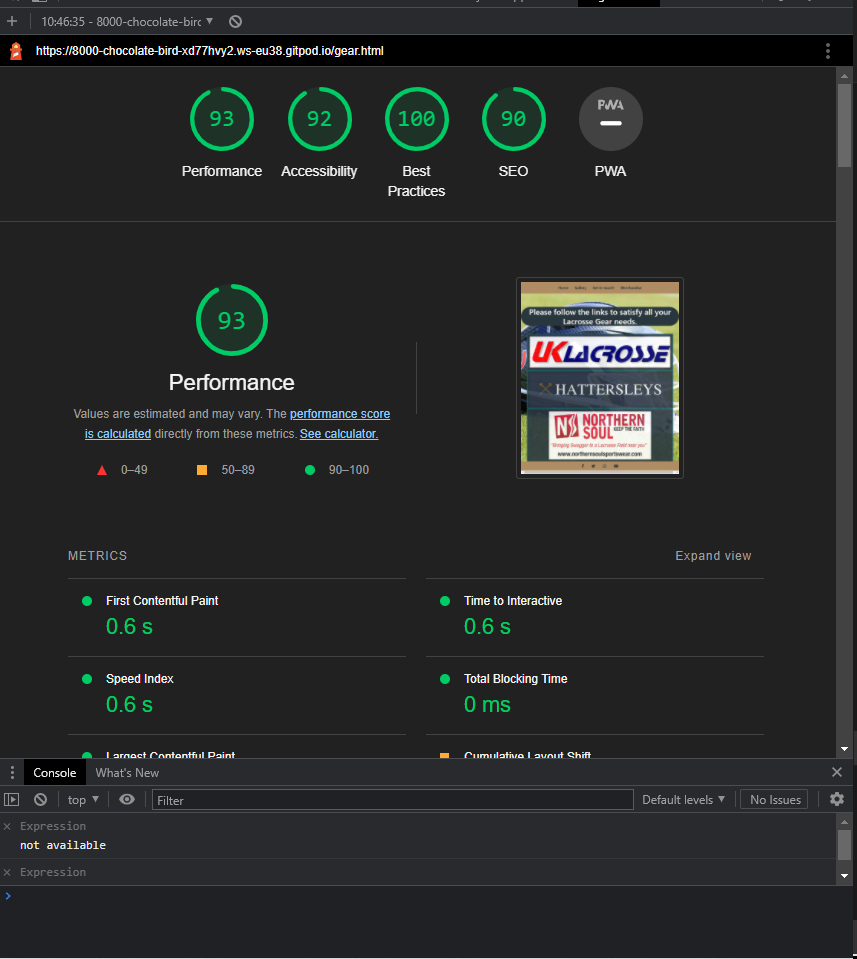 10:46:35 - 8000-chocolate-bird
https://8000-chocolate-bird-xd77hvy2.ws-eu38.gitpod.io/gear.html
93 92 100 90 PWA
Performance Accessibility Best Practices SEO PWA
93
Performance
Values are estimated and may vary. The performance score
is calculated directly from these metrics. See calculator.
0–49 50–89 90–100
Please follow the links to satisfy all your
Lacrosse Gear needs.
UKLACROSSE
HATTERSLEYS
NS NORTHERN
SOUL KEEP THE FAITH
"Bringing Swagger to a Lacrosse Field near you"
www.northernsoulsportswear.com
METRICS Expand view
First Contentful Paint Time to Interactive
0.6 s 0.6 s
Speed Index Total Blocking Time
0.6 s 0 ms
Largest Contentful Paint Cumulative Layout Shift
Console What's New
top Filter Default levels No Issues
Expression
not available
Expression